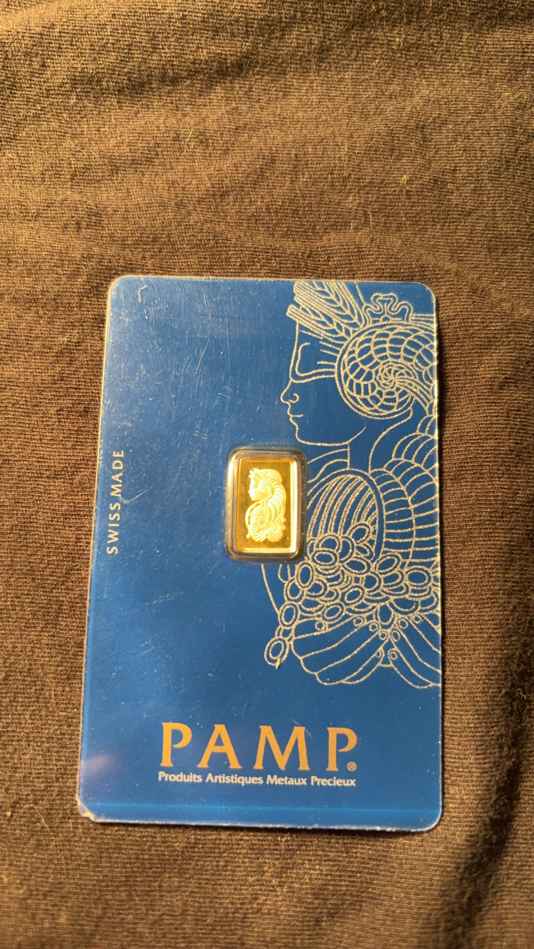 SWISS MADE
PAMP®
Produits Artistiques Metaux Precieux